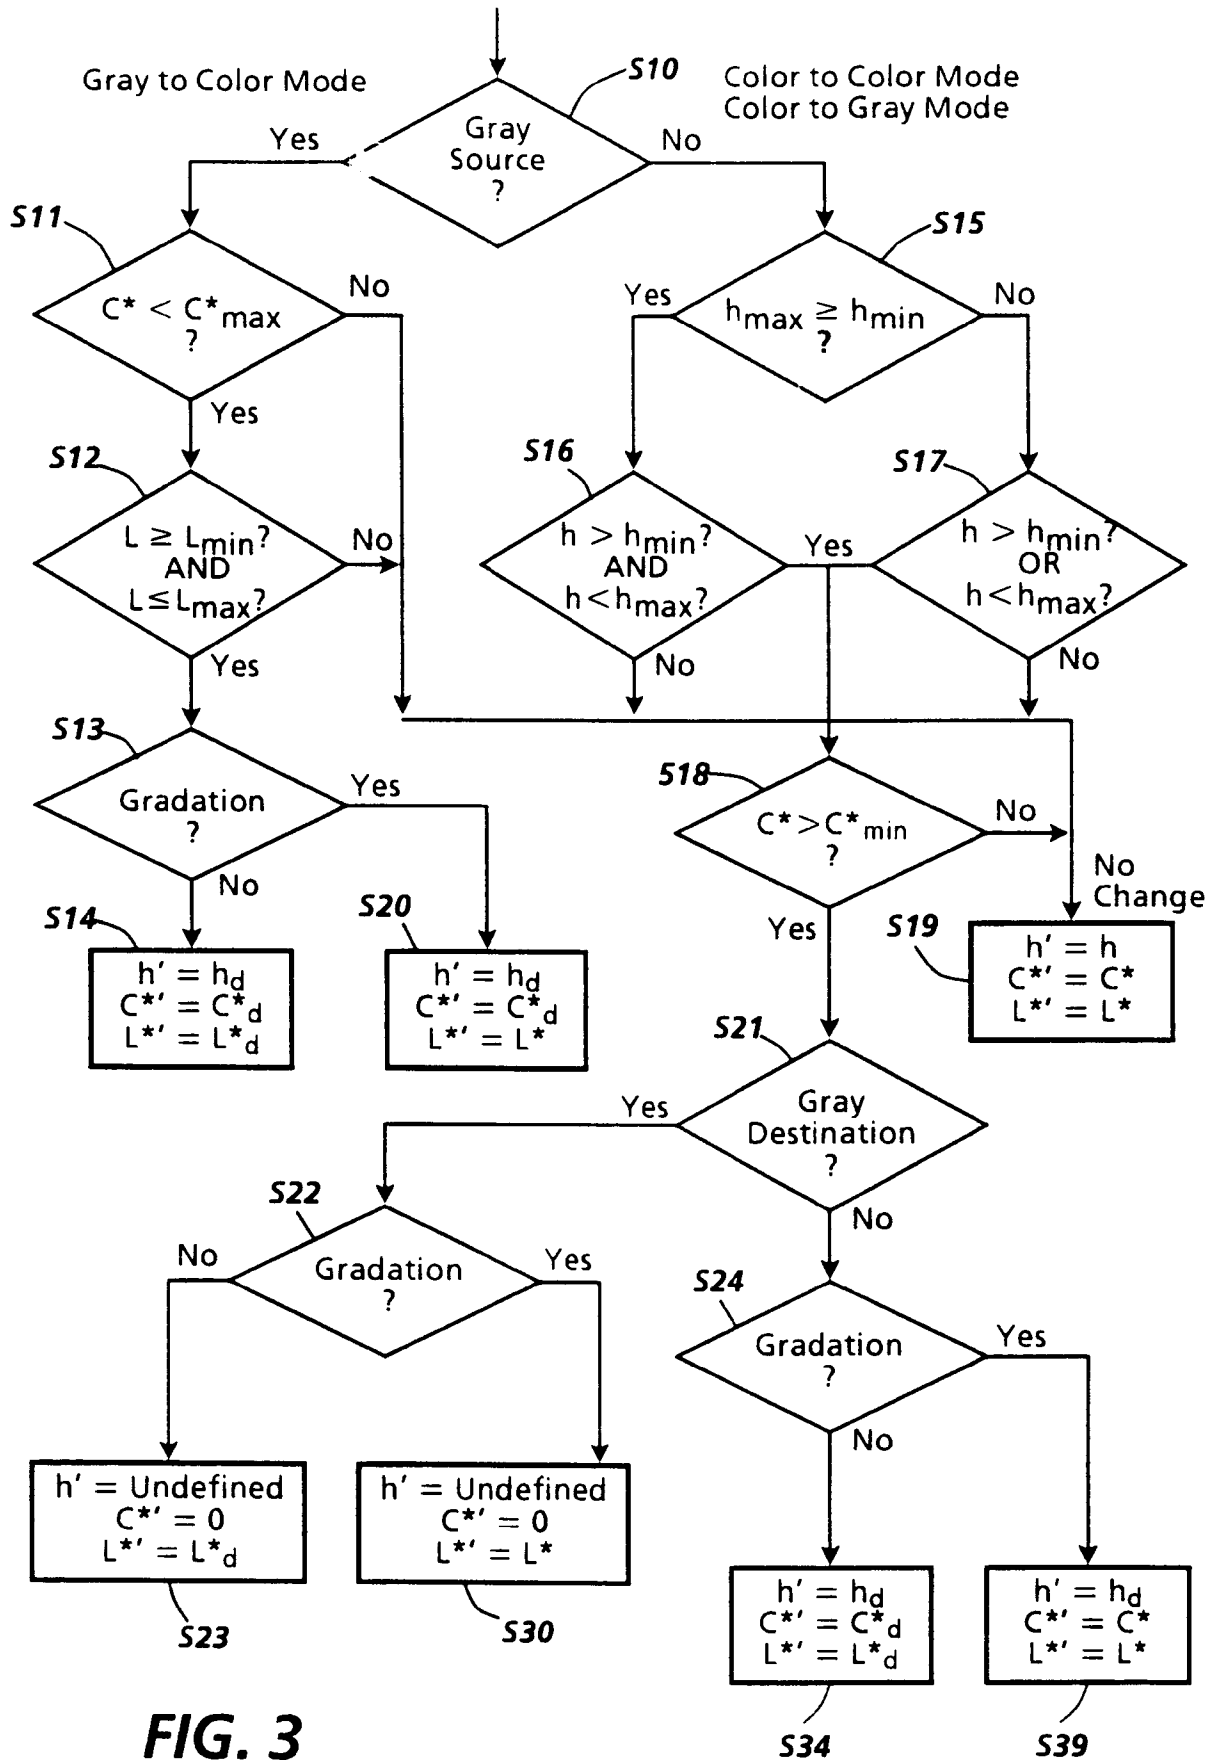 Gray to Color Mode
S10
Color to Color Mode
Color to Gray Mode
Yes
Gray
Source
?
No
S11
C* < C*max
?
No
Yes
S15
hmax ≥ hmin
?
Yes
No
S12
L ≥ Lmin?
AND
L≤Lmax?
No
Yes
S16
h > hmin?
AND
h<hmax?
Yes
No
S17
h > hmin?
OR
h<hmax?
No
S13
Gradation
?
Yes
No
518
C*>C*min
?
No
Yes
No
Change
S14
h' = hd
C*' = C*d
L*' = L*d
S20
h' = hd
C*' = C*d
L*' = L*
S19
h' = h
C*' = C*
L*' = L*
S21
Gray
Destination
?
Yes
No
S22
Gradation
?
No
Yes
S24
Gradation
?
Yes
No
h' = Undefined
C*' = 0
L*' = L*d
S23
h' = Undefined
C*' = 0
L*' = L*
S30
h' = hd
C*' = C*d
L*' = L*d
S34
h' = hd
C*' = C*
L*' = L*
S39
FIG. 3